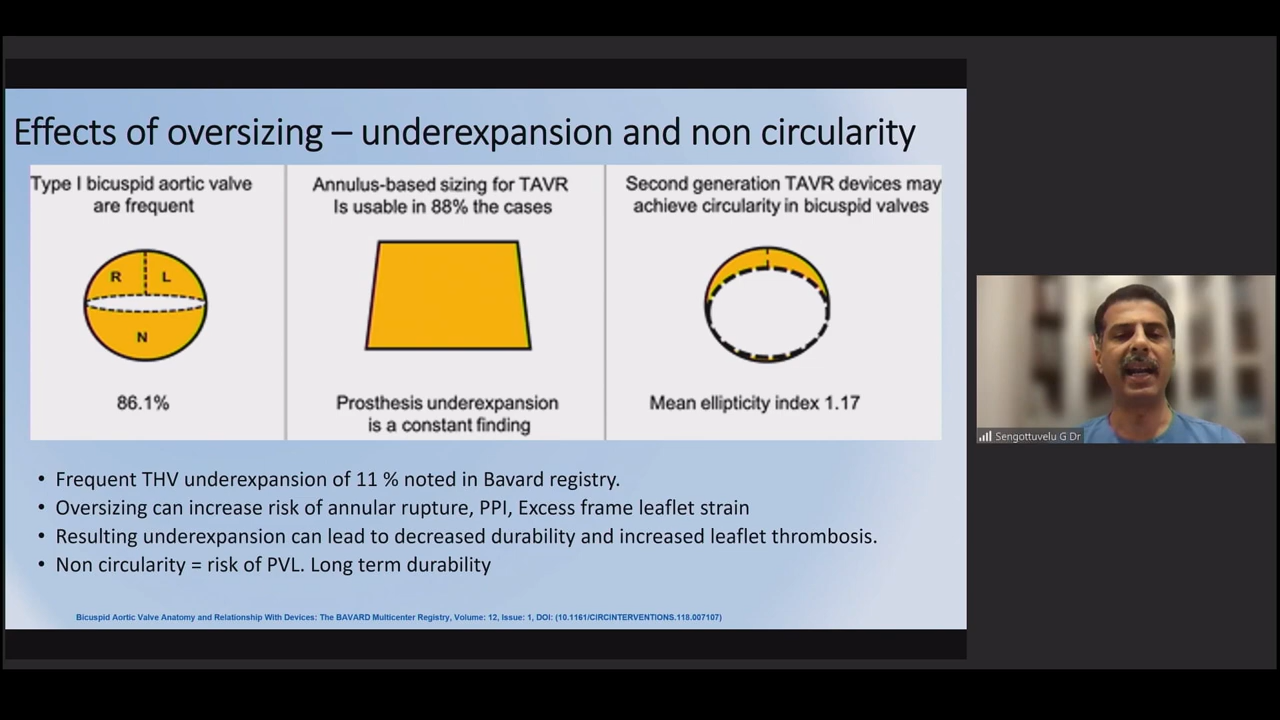 Effects of oversizing – underexpansion and non circularity
Type I bicuspid aortic valve
are frequent
R
L
N
86.1%
Annulus-based sizing for TAVR
Is usable in 88% the cases
Prosthesis underexpansion
is a constant finding
Second generation TAVR devices may
achieve circularity in bicuspid valves
Mean ellipticity index 1.17
• Frequent THV underexpansion of 11 % noted in Bavard registry.
• Oversizing can increase risk of annular rupture, PPI, Excess frame leaflet strain
• Resulting underexpansion can lead to decreased durability and increased leaflet thrombosis.
• Non circularity = risk of PVL. Long term durability
Bicuspid Aortic Valve Anatomy and Relationship With Devices: The BAVARD Multicenter Registry, Volume: 12, Issue: 1, DOI: (10.1161/CIRCINTERVENTIONS.118.007107)
Sengottuvelu G Dr